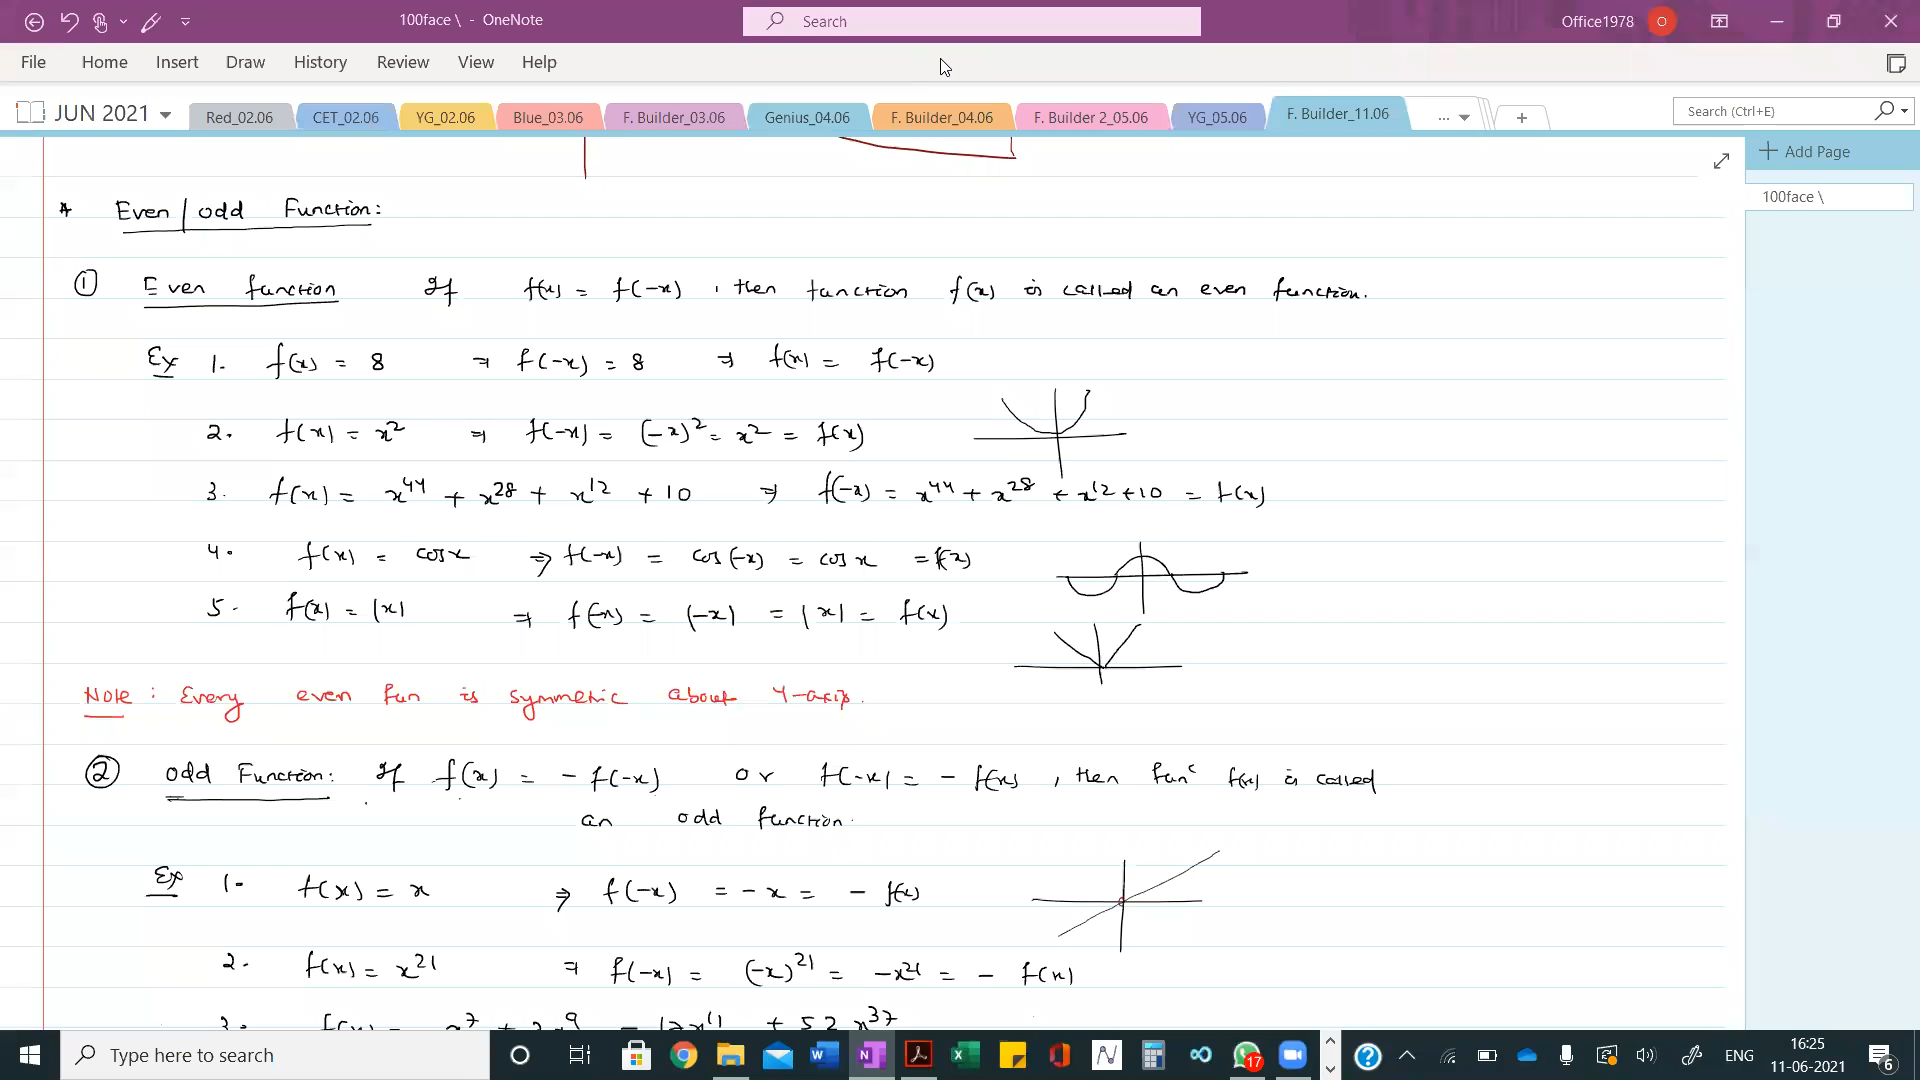 100face \ - OneNote
Search
Office1978
O
File Home Insert Draw History Review View Help
JUN 2021
Red_02.06 CET_02.06 YG_02.06 Blue_03.06 F. Builder_03.06 Genius_04.06 F. Builder_04.06 F. Builder 2_05.06 YG_05.06 F. Builder_11.06 ... +
Search (Ctrl+E)
+ Add Page
100face \
Even / odd Function:
① Even function If f(x) = f(-x) , then function f(x) is called an even function.
Ex 1. f(x) = 8 ⇒ f(-x) = 8 ⇒ f(x) = f(-x)
2. f(x) = x² ⇒ f(-x) = (-x)² = x² = f(x)
3. f(x) = x⁴⁴ + x²⁸ + x¹² + 10 ⇒ f(-x) = x⁴⁴ + x²⁸ + x¹² + 10 = f(x)
4. f(x) = cos x ⇒ f(-x) = cos(-x) = cos x = f(x)
5. f(x) = |x| ⇒ f(-x) = |-x| = |x| = f(x)
Note : Every even fun is symmetric about Y-axis.
② odd Function: If f(x) = - f(-x) or f(-x) = - f(x) , then funᶜ f(x) is called
an odd function.
Ex 1. f(x) = x ⇒ f(-x) = - x = - f(x)
2. f(x) = x²¹ ⇒ f(-x) = (-x)²¹ = -x²¹ = - f(x)
Type here to search
17
ENG
16:25
11-06-2021
6